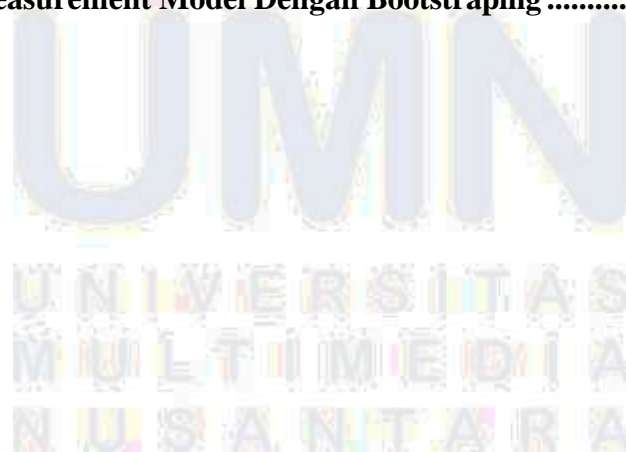 easurement Model Dengan Bootstraping ..........
UMN
UNIVERSITAS
MULTIMEDIA
NUSANTARA